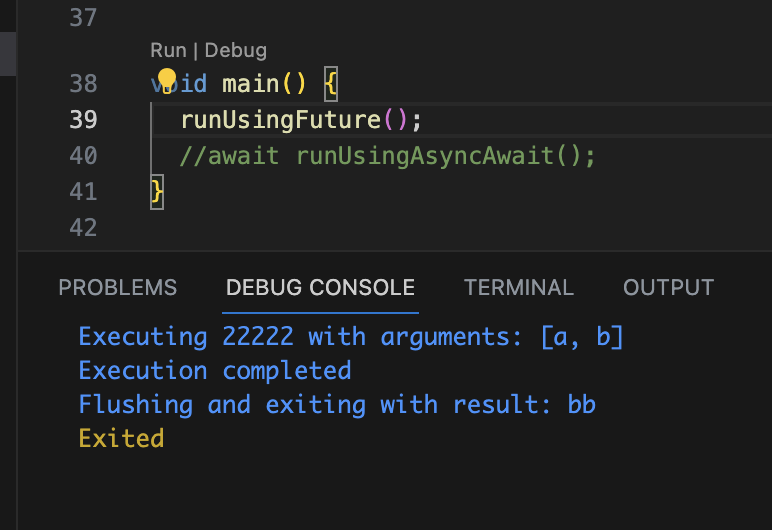 37
Run | Debug
38 void main() {
39 runUsingFuture();
40 //await runUsingAsyncAwait();
41 }
42
PROBLEMS DEBUG CONSOLE TERMINAL OUTPUT
Executing 22222 with arguments: [a, b]
Execution completed
Flushing and exiting with result: bb
Exited